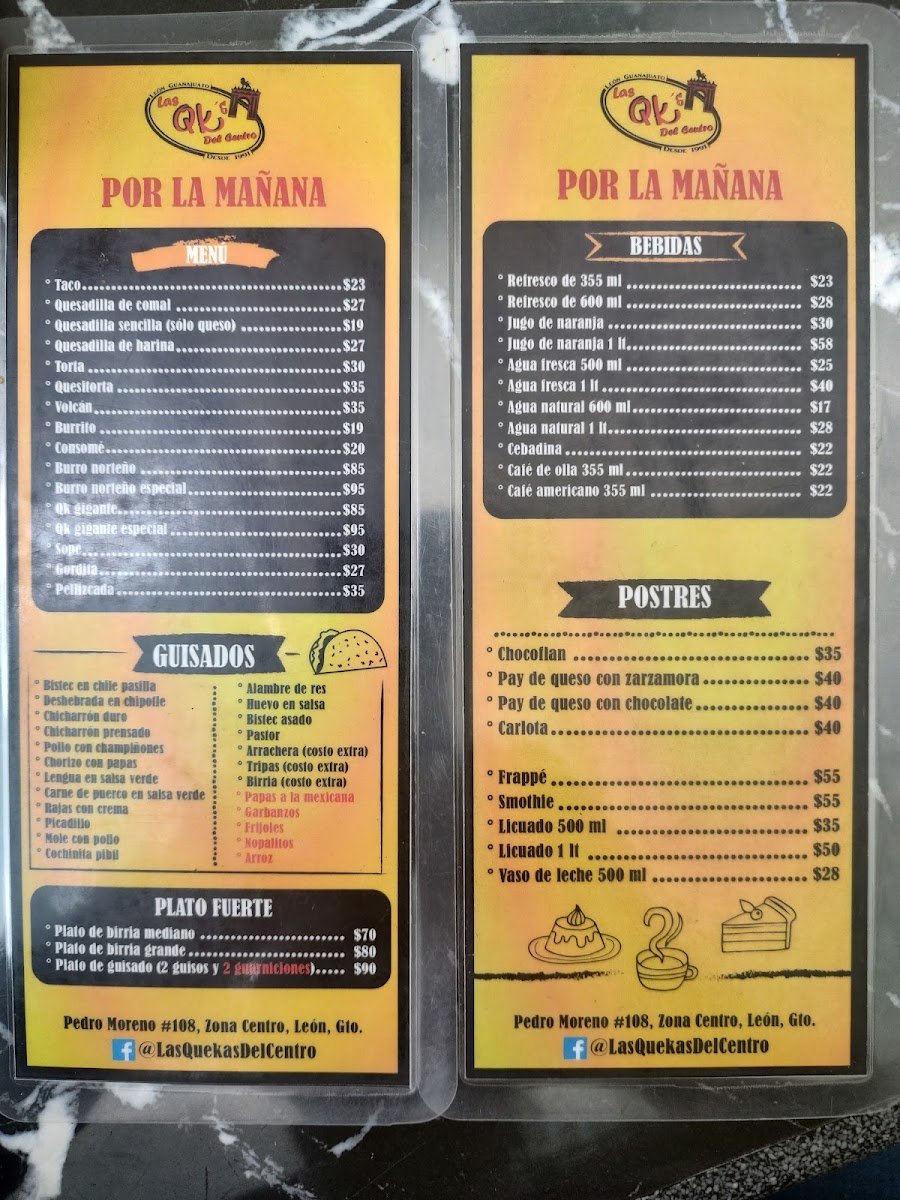 LEÓN GUANAJUATO
Las
QK's
Del Centro
DESDE 1991
POR LA MAÑANA
MENÚ
° Taco........$23
° Quesadilla de comal ........$27
° Quesadilla sencilla (sólo queso) ........$19
° Quesadilla de harina........$27
° Torta ........$30
° Quesitorta ........$35
° Volcán........$35
° Burrito ........$19
° Consomé........$20
° Burro norteño ........$85
° Burro norteño especial........$95
° Qk gigante........$85
° Qk gigante especial ........$95
° Sope........$30
° Gordita........$27
° Pellizcada ........$35
GUISADOS
° Bistec en chile pasilla
° Deshebrada en chipotle
° Chicharrón duro
° Chicharrón prensado
° Pollo con champiñones
° Chorizo con papas
° Lengua en salsa verde
° Carne de puerco en salsa verde
° Rajas con crema
° Picadillo
° Mole con pollo
° Cochinita pibil
° Alambre de res
° Huevo en salsa
° Bistec asado
° Pastor
° Arrachera (costo extra)
° Tripas (costo extra)
° Birria (costo extra)
° Papas a la mexicana
° Garbanzos
° Frijoles
° Nopalitos
° Arroz
PLATO FUERTE
° Plato de birria mediano ........ $70
° Plato de birria grande ........ $80
° Plato de guisado (2 guisos y 2 guarniciones)...... $90
Pedro Moreno #108, Zona Centro, León, Gto.
f @LasQuekasDelCentro
LEÓN GUANAJUATO
Las
QK's
Del Centro
DESDE 1991
POR LA MAÑANA
BEBIDAS
° Refresco de 355 ml ........ $23
° Refresco de 600 ml ........ $28
° Jugo de naranja ........ $30
° Jugo de naranja 1 lt........ $58
° Agua fresca 500 ml ........ $25
° Agua fresca 1 lt ........ $40
° Agua natural 600 ml........ $17
° Agua natural 1 lt........ $28
° Cebadina ........ $22
° Café de olla 355 ml ........ $22
° Café americano 355 ml ........ $22
POSTRES
° Chocoflan ........ $35
° Pay de queso con zarzamora ........ $40
° Pay de queso con chocolate........ $40
° Carlota........ $40
° Frappé ........ $55
° Smothie ........ $55
° Licuado 500 ml ........ $35
° Licuado 1 lt ........ $50
° Vaso de leche 500 ml ........ $28
Pedro Moreno #108, Zona Centro, León, Gto.
f @LasQuekasDelCentro